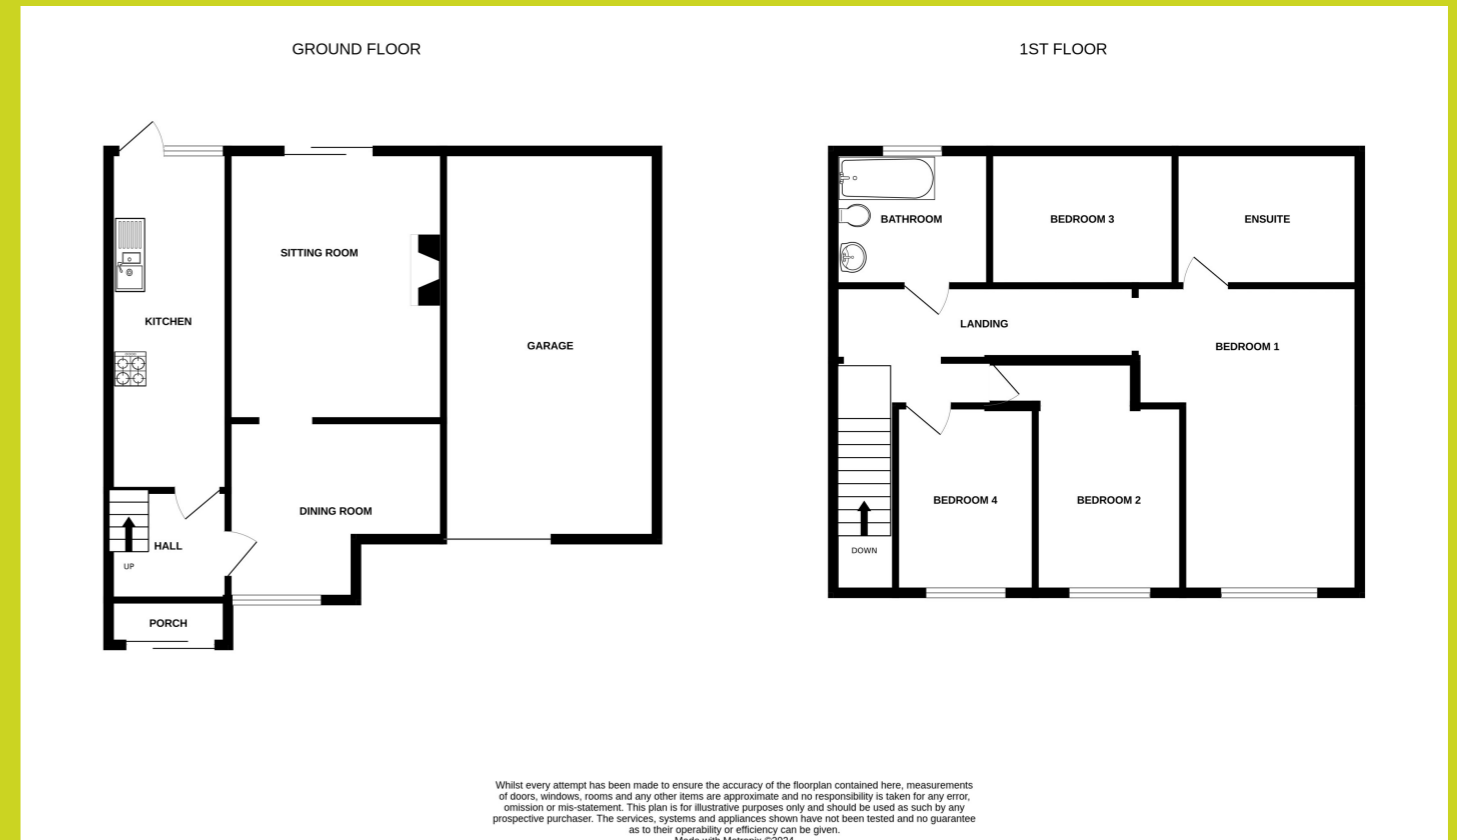 GROUND FLOOR
1ST FLOOR
SITTING ROOM
KITCHEN
GARAGE
DINING ROOM
HALL
UP
PORCH
BATHROOM
BEDROOM 3
ENSUITE
LANDING
BEDROOM 1
BEDROOM 4
BEDROOM 2
DOWN
Whilst every attempt has been made to ensure the accuracy of the floorplan contained here, measurements
of doors, windows, rooms and any other items are approximate and no responsibility is taken for any error,
omission or mis-statement. This plan is for illustrative purposes only and should be used as such by any
prospective purchaser. The services, systems and appliances shown have not been tested and no guarantee
as to their operability or efficiency can be given.
Made with Metropix ©2024